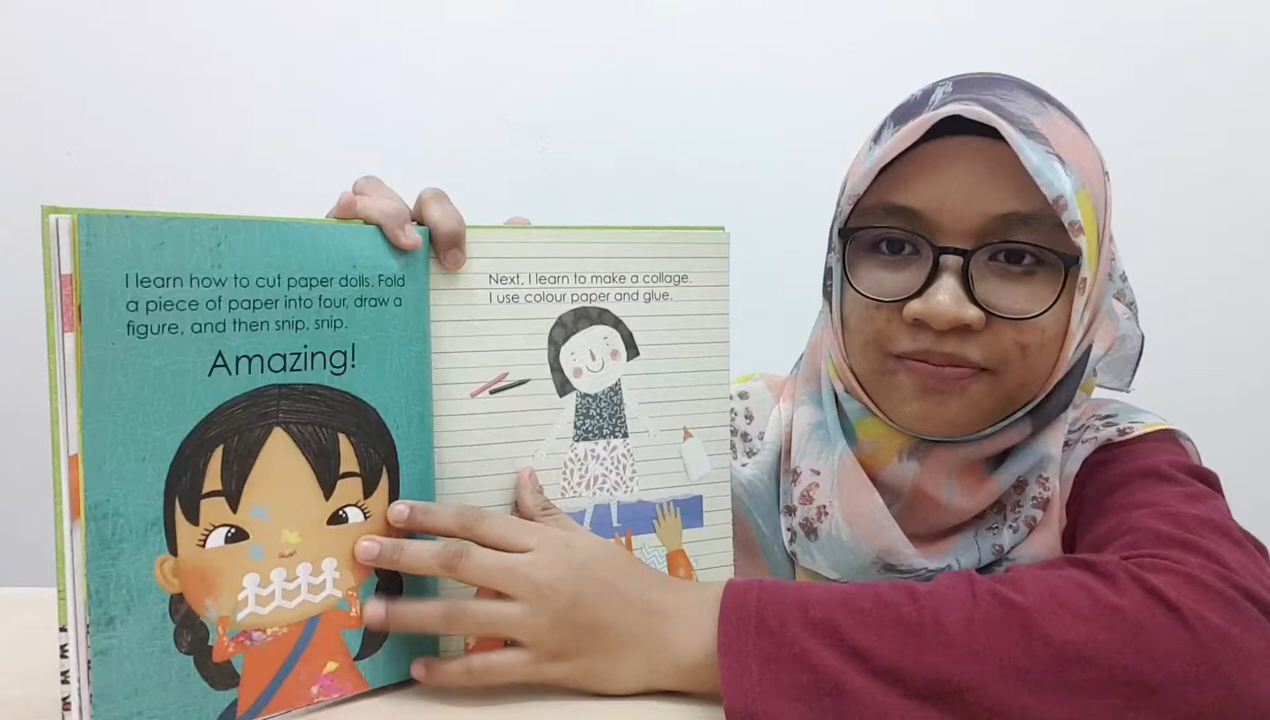 I learn how to cut paper dolls. Fold
a piece of paper into four, draw a
figure, and then snip, snip.
Amazing!
Next, I learn to make a collage.
I use colour paper and glue.